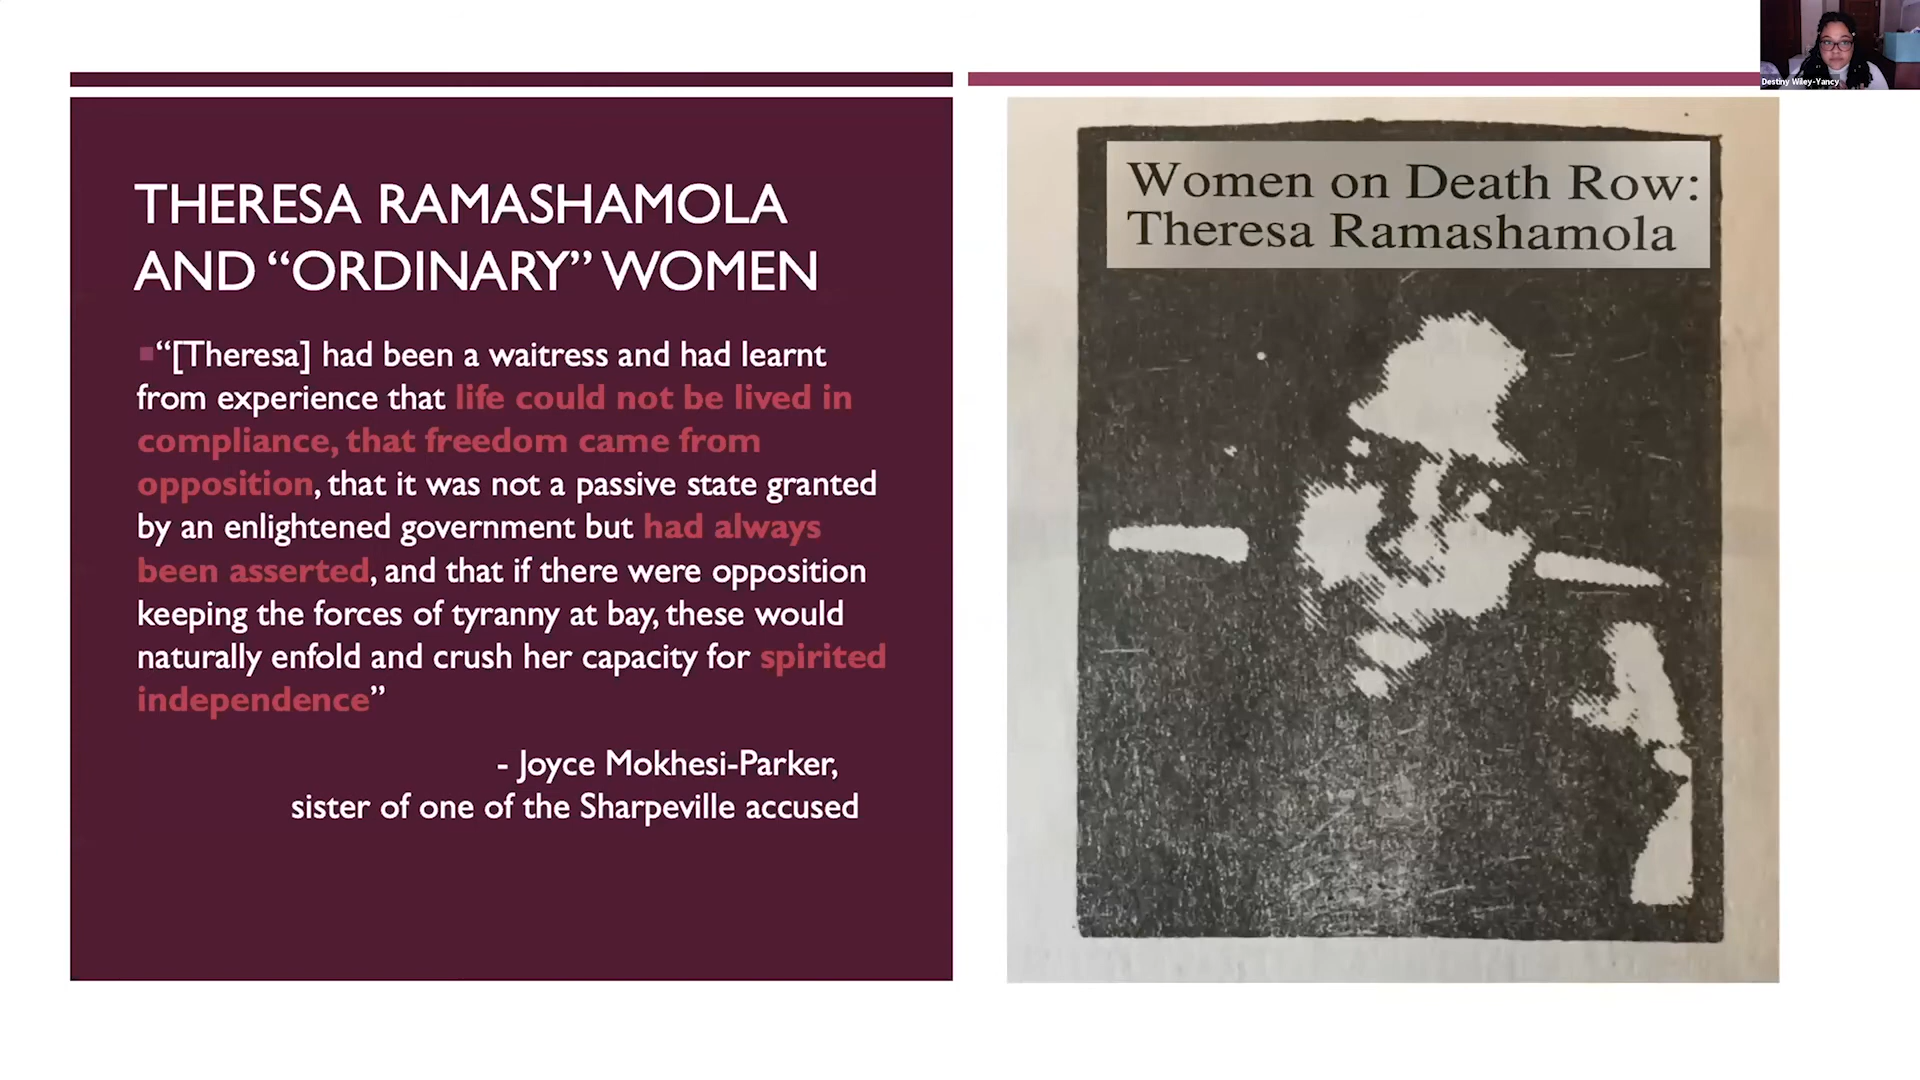 THERESA RAMASHAMOLA
AND “ORDINARY” WOMEN
“[Theresa] had been a waitress and had learnt
from experience that life could not be lived in
compliance, that freedom came from
opposition, that it was not a passive state granted
by an enlightened government but had always
been asserted, and that if there were opposition
keeping the forces of tyranny at bay, these would
naturally enfold and crush her capacity for spirited
independence”
- Joyce Mokhesi-Parker,
sister of one of the Sharpeville accused
Women on Death Row:
Theresa Ramashamola
Destiny Wiley-Yancy